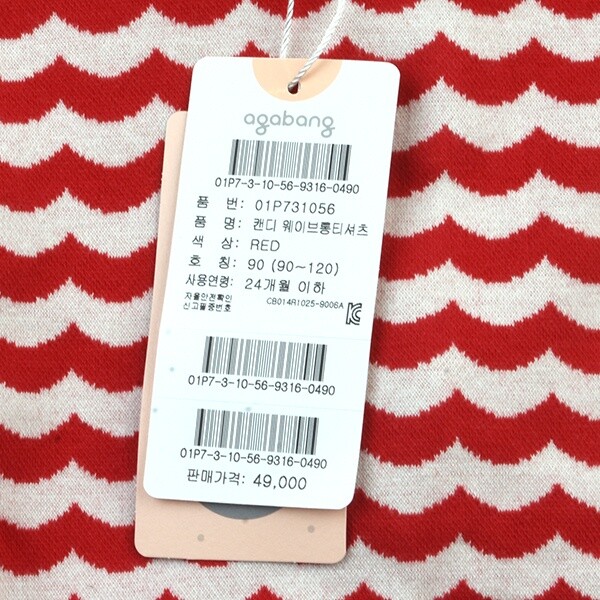 agabang
01P7-3-10-56-9316-0490
품 번: 01P731056
품 명: 캔디 웨이브롱티셔츠
색 상: RED
호 칭: 90 (90~120)
사용연령: 24개월 이하
자율안전확인
신고필증번호 CB014R1025-9006A
01P7-3-10-56-9316-0490
01P7-3-10-56-9316-0490
판매가격: 49,000